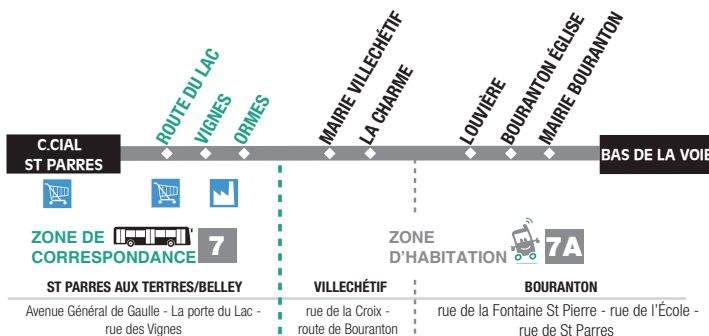 ROUTE DU LAC
VIGNES
ORMES
MAIRIE VILLECHÉTIF
LA CHARME
LOUVIÈRE
BOURANTON ÉGLISE
MAIRIE BOURANTON
C.CIAL
ST PARRES
BAS DE LA VOIE
ZONE DE
CORRESPONDANCE 7
ZONE
D'HABITATION 7A
ST PARRES AUX TERTRES/BELLEY
Avenue Général de Gaulle - La porte du Lac -
rue des Vignes
VILLECHÉTIF
rue de la Croix -
route de Bouranton
BOURANTON
rue de la Fontaine St Pierre - rue de l'École -
rue de St Parres